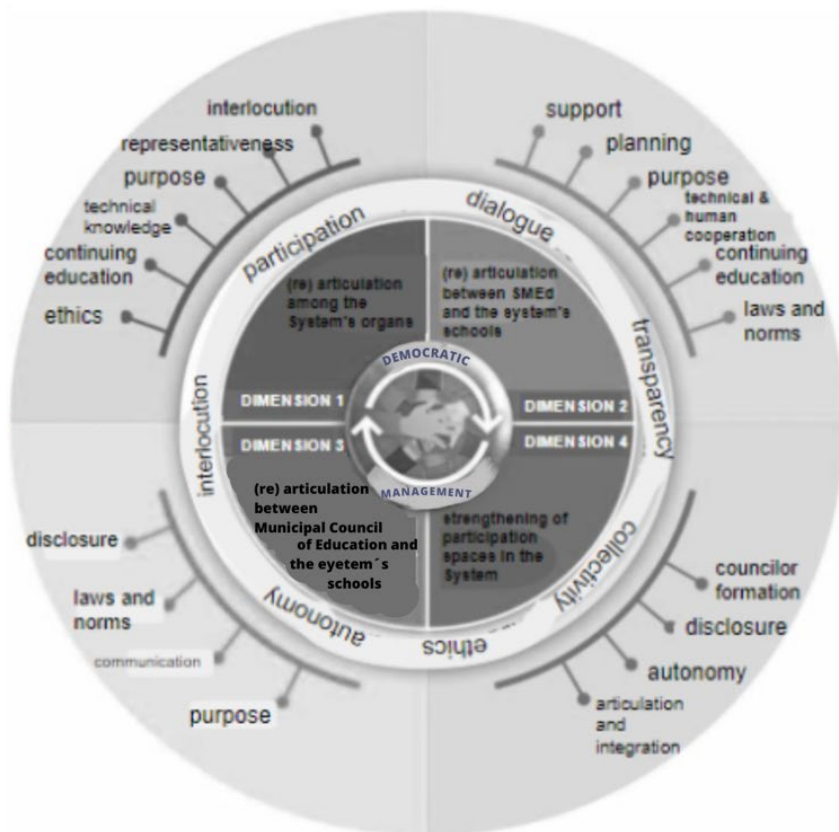 interlocution
representativeness
purpose
technical
knowledge
continuing
education
ethics
support
planning
purpose
technical &
human
cooperation
continuing
education
laws and
norms
participation
dialogue
transparency
collectivity
ethics
autonomy
interlocution
(re) articulation
among the
System's organs
DIMENSION 1
(re) articulation
between SMEd
and the system's
schools
DIMENSION 2
DEMOCRATIC
MANAGEMENT
DIMENSION 3
(re) articulation
between
Municipal Council
of Education and
the eyetem´s
schools
DIMENSION 4
strengthening of
participation
spaces in the
System
disclosure
laws and
norms
communication
purpose
councilor
formation
disclosure
autonomy
articulation
and
integration